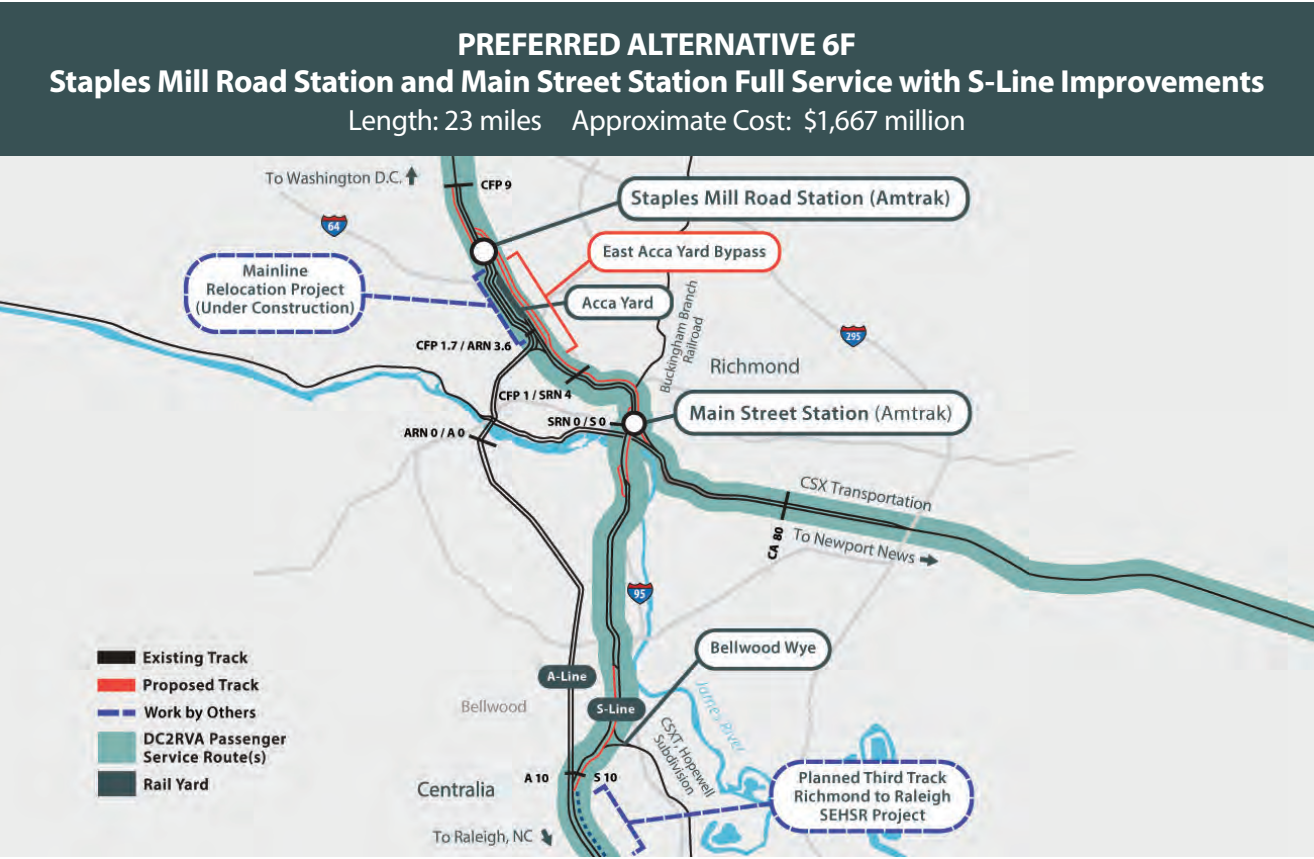 PREFERRED ALTERNATIVE 6F
Staples Mill Road Station and Main Street Station Full Service with S-Line Improvements
Length: 23 miles Approximate Cost: $1,667 million
To Washington D.C.
CFP 9
Staples Mill Road Station (Amtrak)
64
East Acca Yard Bypass
Mainline
Relocation Project
(Under Construction)
Acca Yard
Buckingham Branch
Railroad
295
CFP 1.7 / ARN 3.6
Richmond
CFP 1 / SRN 4
Main Street Station (Amtrak)
SRN 0 / S 0
ARN 0 / A 0
CSX Transportation
CA 80
To Newport News
95
Existing Track
Proposed Track
Work by Others
DC2RVA Passenger
Service Route(s)
Rail Yard
Bellwood Wye
A-Line
S-Line
Bellwood
James River
CSXT, Hopewell
Subdivision
A 10
S 10
Centralia
Planned Third Track
Richmond to Raleigh
SEHSR Project
To Raleigh, NC